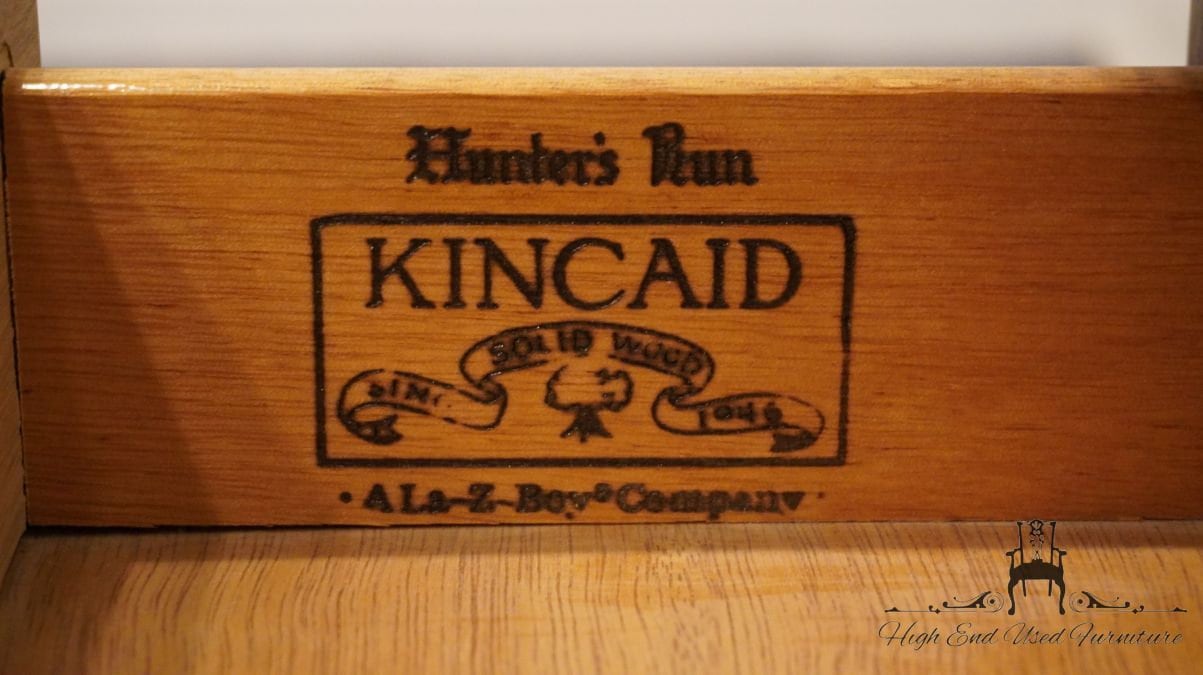 Hunter's Run
KINCAID
SOLID WOOD
SINCE 1946
• A La-Z-Boy® Company •
High End Used Furniture